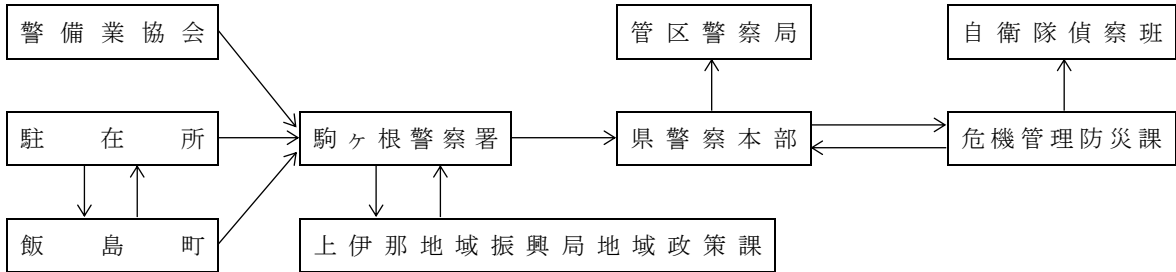 警備業協会
管区警察局
自衛隊偵察班
駐在所
駒ヶ根警察署
県警察本部
危機管理防災課
飯島町
上伊那地域振興局地域政策課